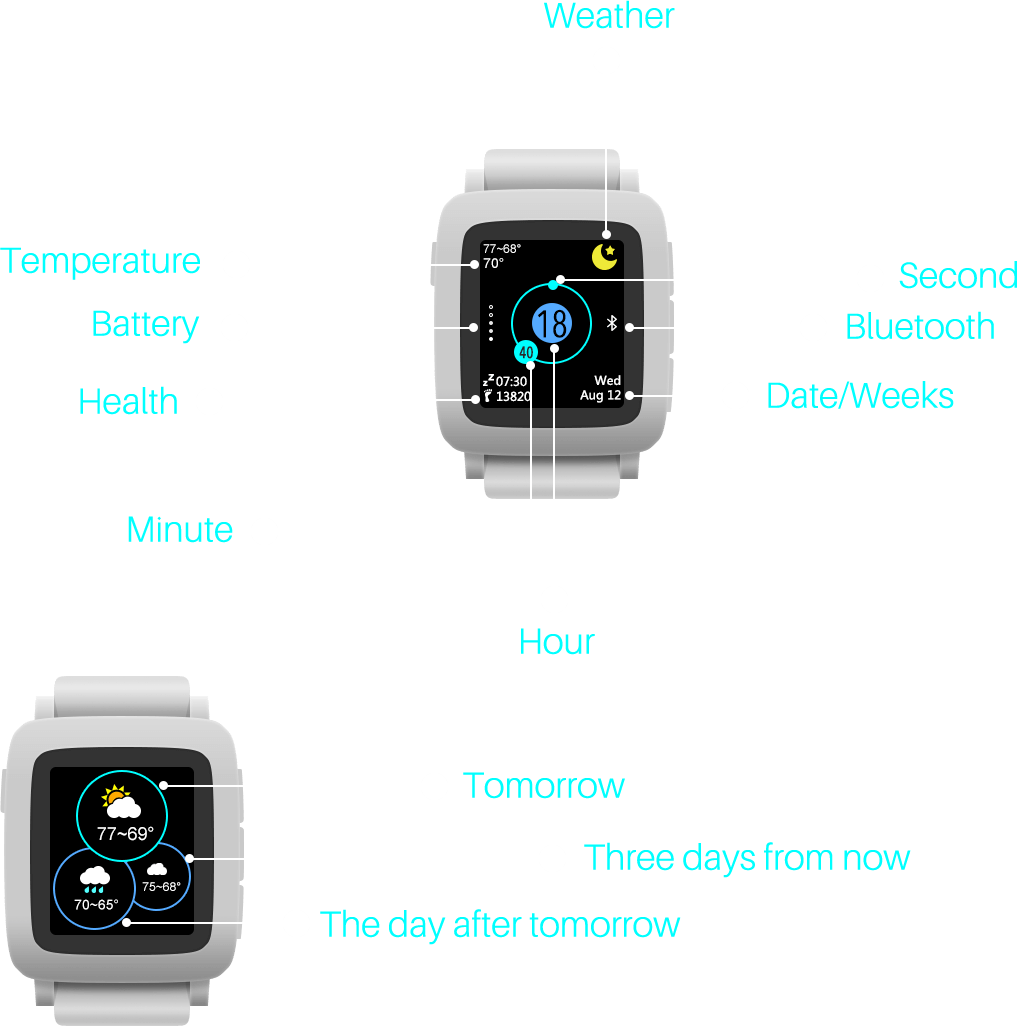 Weather
Temperature
Battery
Health
77~68°
70°
18
40
07:30
13820
Wed
Aug 12
Second
Bluetooth
Date/Weeks
Minute
Hour
77~69°
75~68°
70~65°
Tomorrow
Three days from now
The day after tomorrow